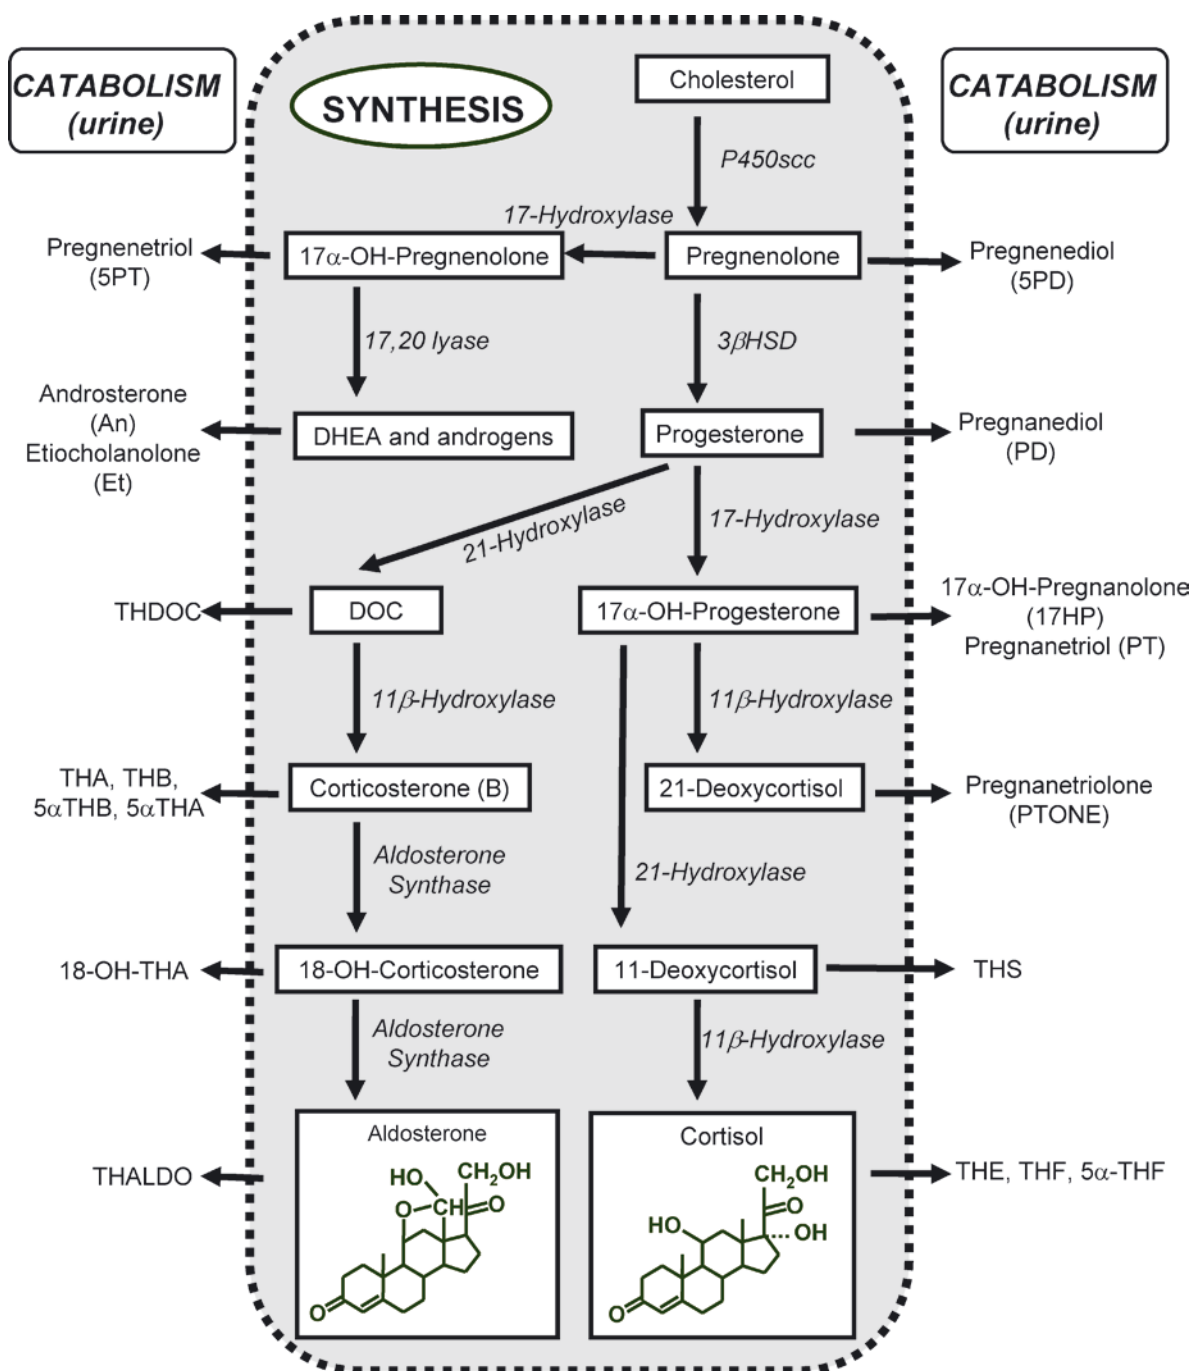 CATABOLISM
(urine)
SYNTHESIS
Cholesterol
CATABOLISM
(urine)
P450scc
17-Hydroxylase
Pregnenetriol
(5PT)
17α-OH-Pregnenolone
Pregnenolone
Pregnenediol
(5PD)
17,20 lyase
3βHSD
Androsterone
(An)
Etiocholanolone
(Et)
DHEA and androgens
Progesterone
Pregnanediol
(PD)
21-Hydroxylase
17-Hydroxylase
THDOC
DOC
17α-OH-Progesterone
17α-OH-Pregnanolone
(17HP)
Pregnanetriol (PT)
11β-Hydroxylase
11β-Hydroxylase
THA, THB,
5αTHB, 5αTHA
Corticosterone (B)
21-Deoxycortisol
Pregnanetriolone
(PTONE)
Aldosterone
Synthase
21-Hydroxylase
18-OH-THA
18-OH-Corticosterone
11-Deoxycortisol
THS
Aldosterone
Synthase
11β-Hydroxylase
THALDO
Aldosterone
HO
CH2OH
O
CH
O
O
Cortisol
CH2OH
O
HO
OH
O
THE, THF, 5α-THF